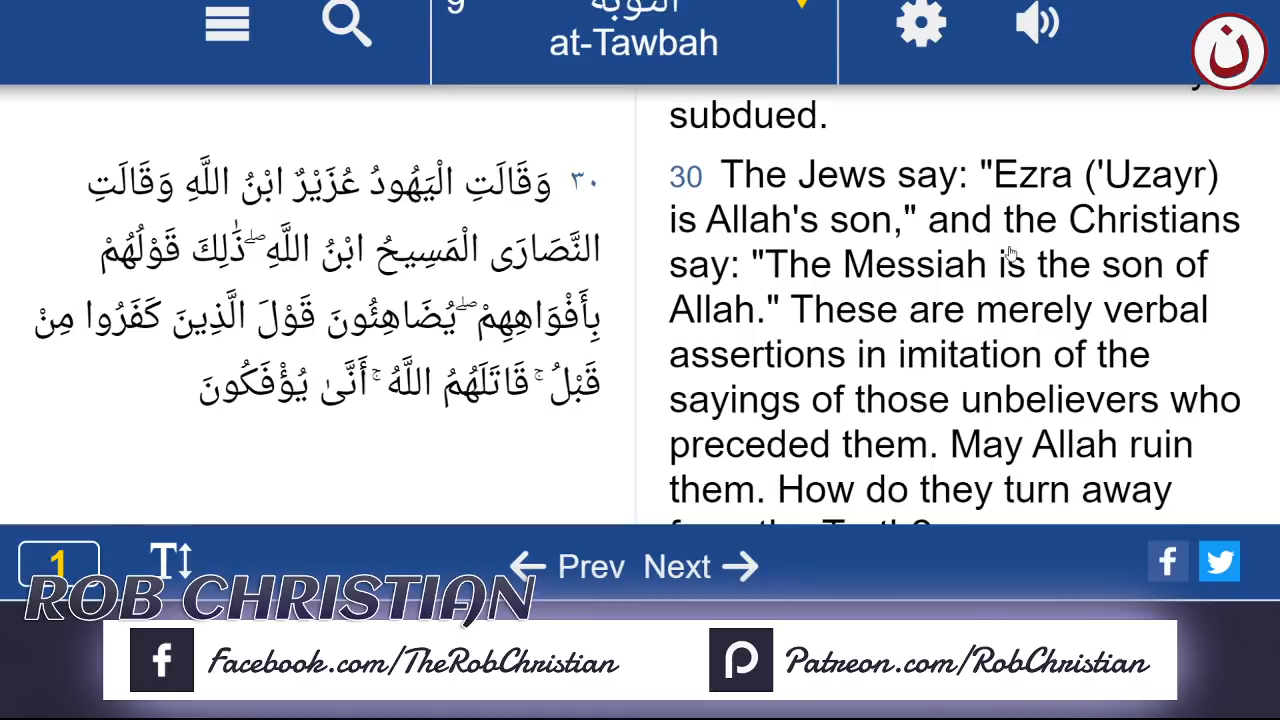 9
التوبة
at-Tawbah
ن
٣٠ وَقَالَتِ الْيَهُودُ عُزَيْرٌ ابْنُ اللَّهِ وَقَالَتِ
النَّصَارَى الْمَسِيحُ ابْنُ اللَّهِ ۖ ذَٰلِكَ قَوْلُهُمْ
بِأَفْوَاهِهِمْ ۖ يُضَاهِئُونَ قَوْلَ الَّذِينَ كَفَرُوا مِنْ
قَبْلُ ۚ قَاتَلَهُمُ اللَّهُ ۚ أَنَّىٰ يُؤْفَكُونَ
subdued.
30 The Jews say: "Ezra ('Uzayr)
is Allah's son," and the Christians
say: "The Messiah is the son of
Allah." These are merely verbal
assertions in imitation of the
sayings of those unbelievers who
preceded them. May Allah ruin
them. How do they turn away
1
T
Prev Next
ROB CHRISTIAN
Facebook.com/TheRobChristian
Patreon.com/RobChristian